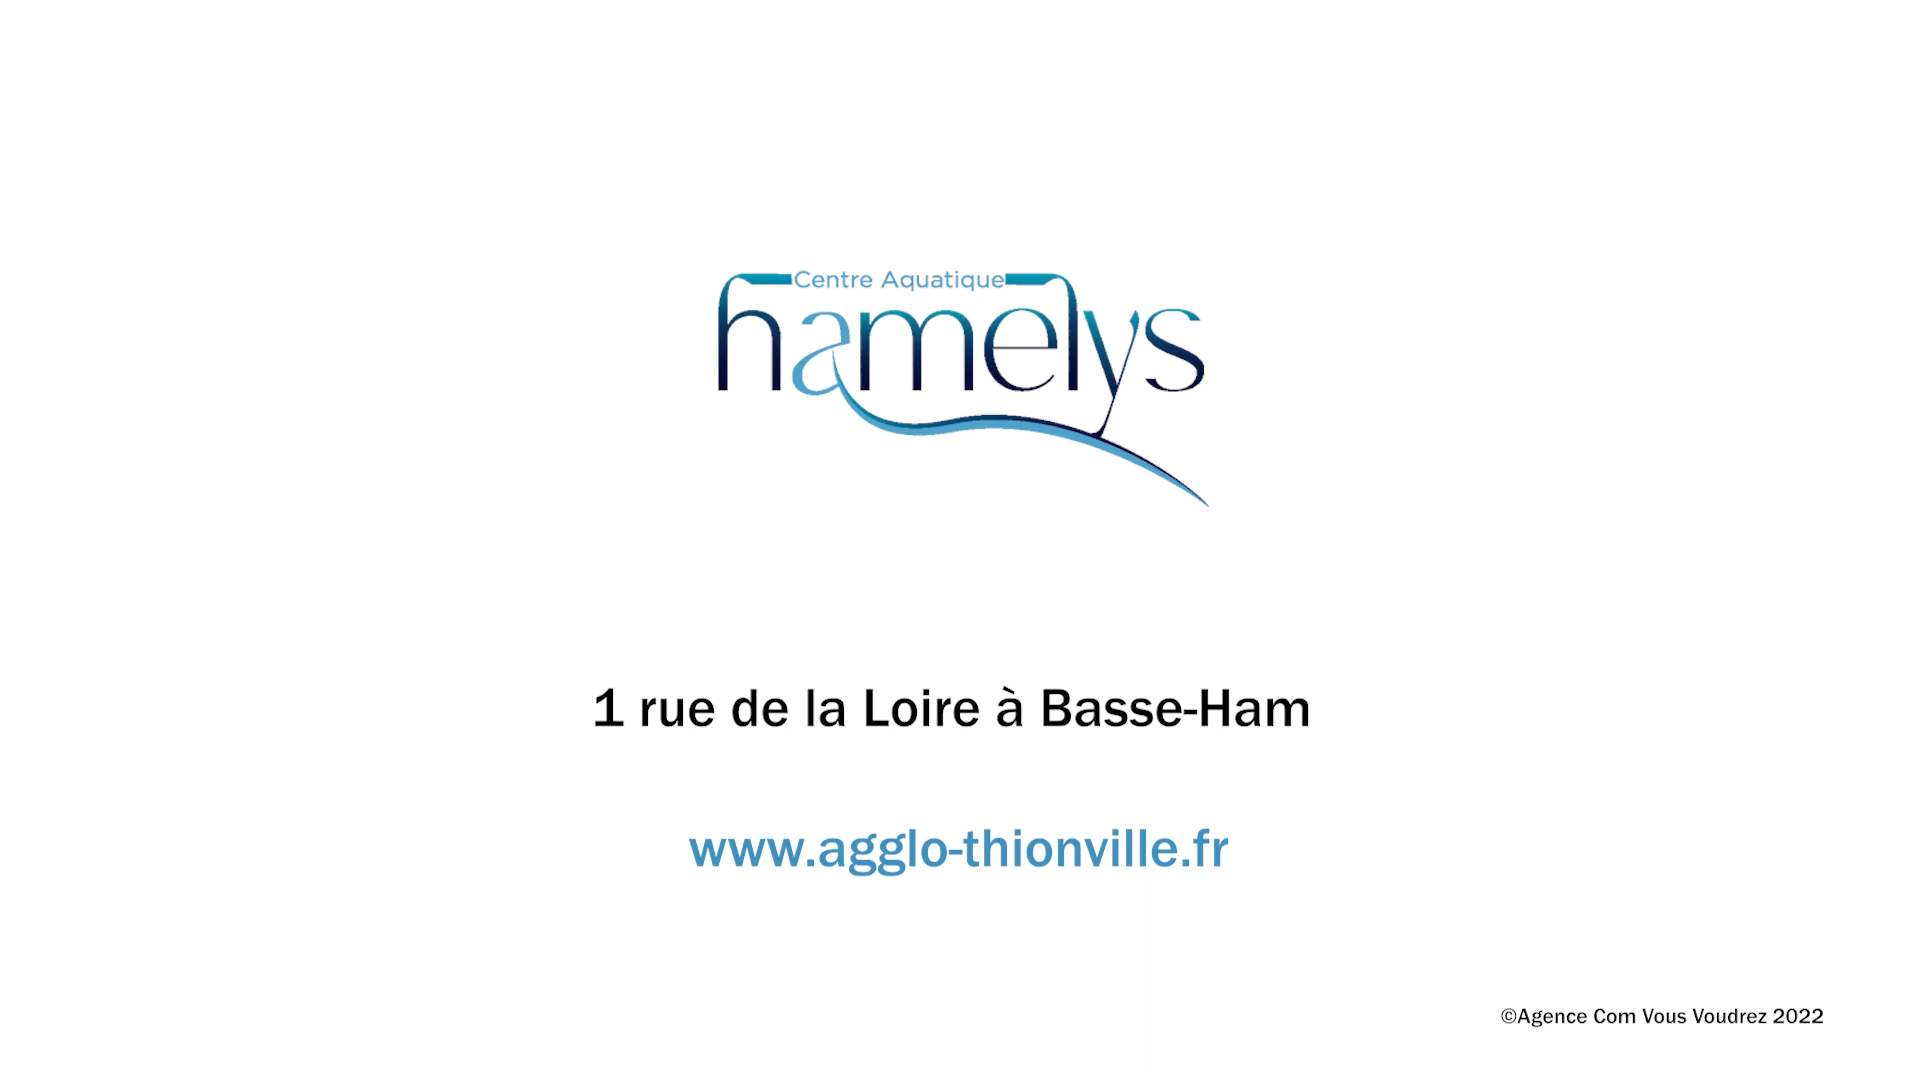 Centre Aquatique
hamelys
1 rue de la Loire à Basse-Ham
www.agglo-thionville.fr
©Agence Com Vous Voudrez 2022